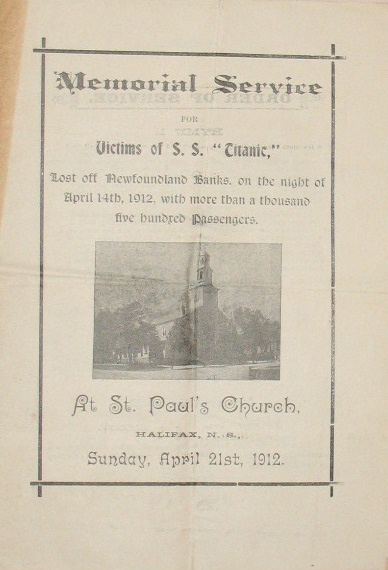 Memorial Service
FOR
Victims of S. S. "Titanic,"
Lost off Newfoundland Banks, on the night of
April 14th, 1912, with more than a thousand
five hundred Passengers.
At St. Paul's Church,
HALIFAX, N. S.,
Sunday, April 21st, 1912.